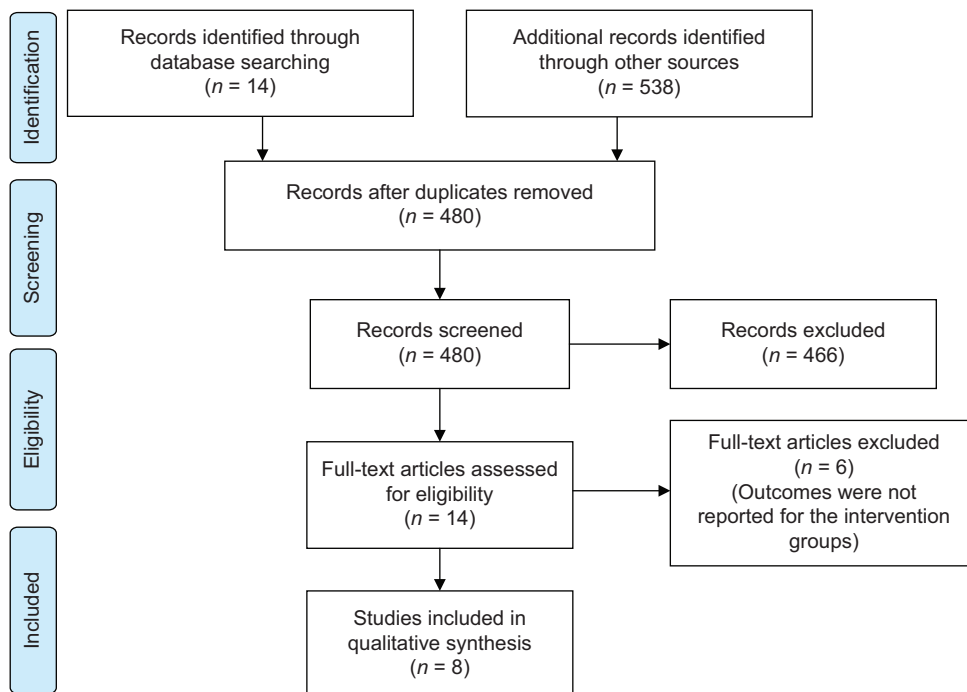 Identification
Records identified through
database searching
(n = 14)
Additional records identified
through other sources
(n = 538)
Screening
Records after duplicates removed
(n = 480)
Records screened
(n = 480)
Records excluded
(n = 466)
Eligibility
Full-text articles assessed
for eligibility
(n = 14)
Full-text articles excluded
(n = 6)
(Outcomes were not
reported for the intervention
groups)
Included
Studies included in
qualitative synthesis
(n = 8)